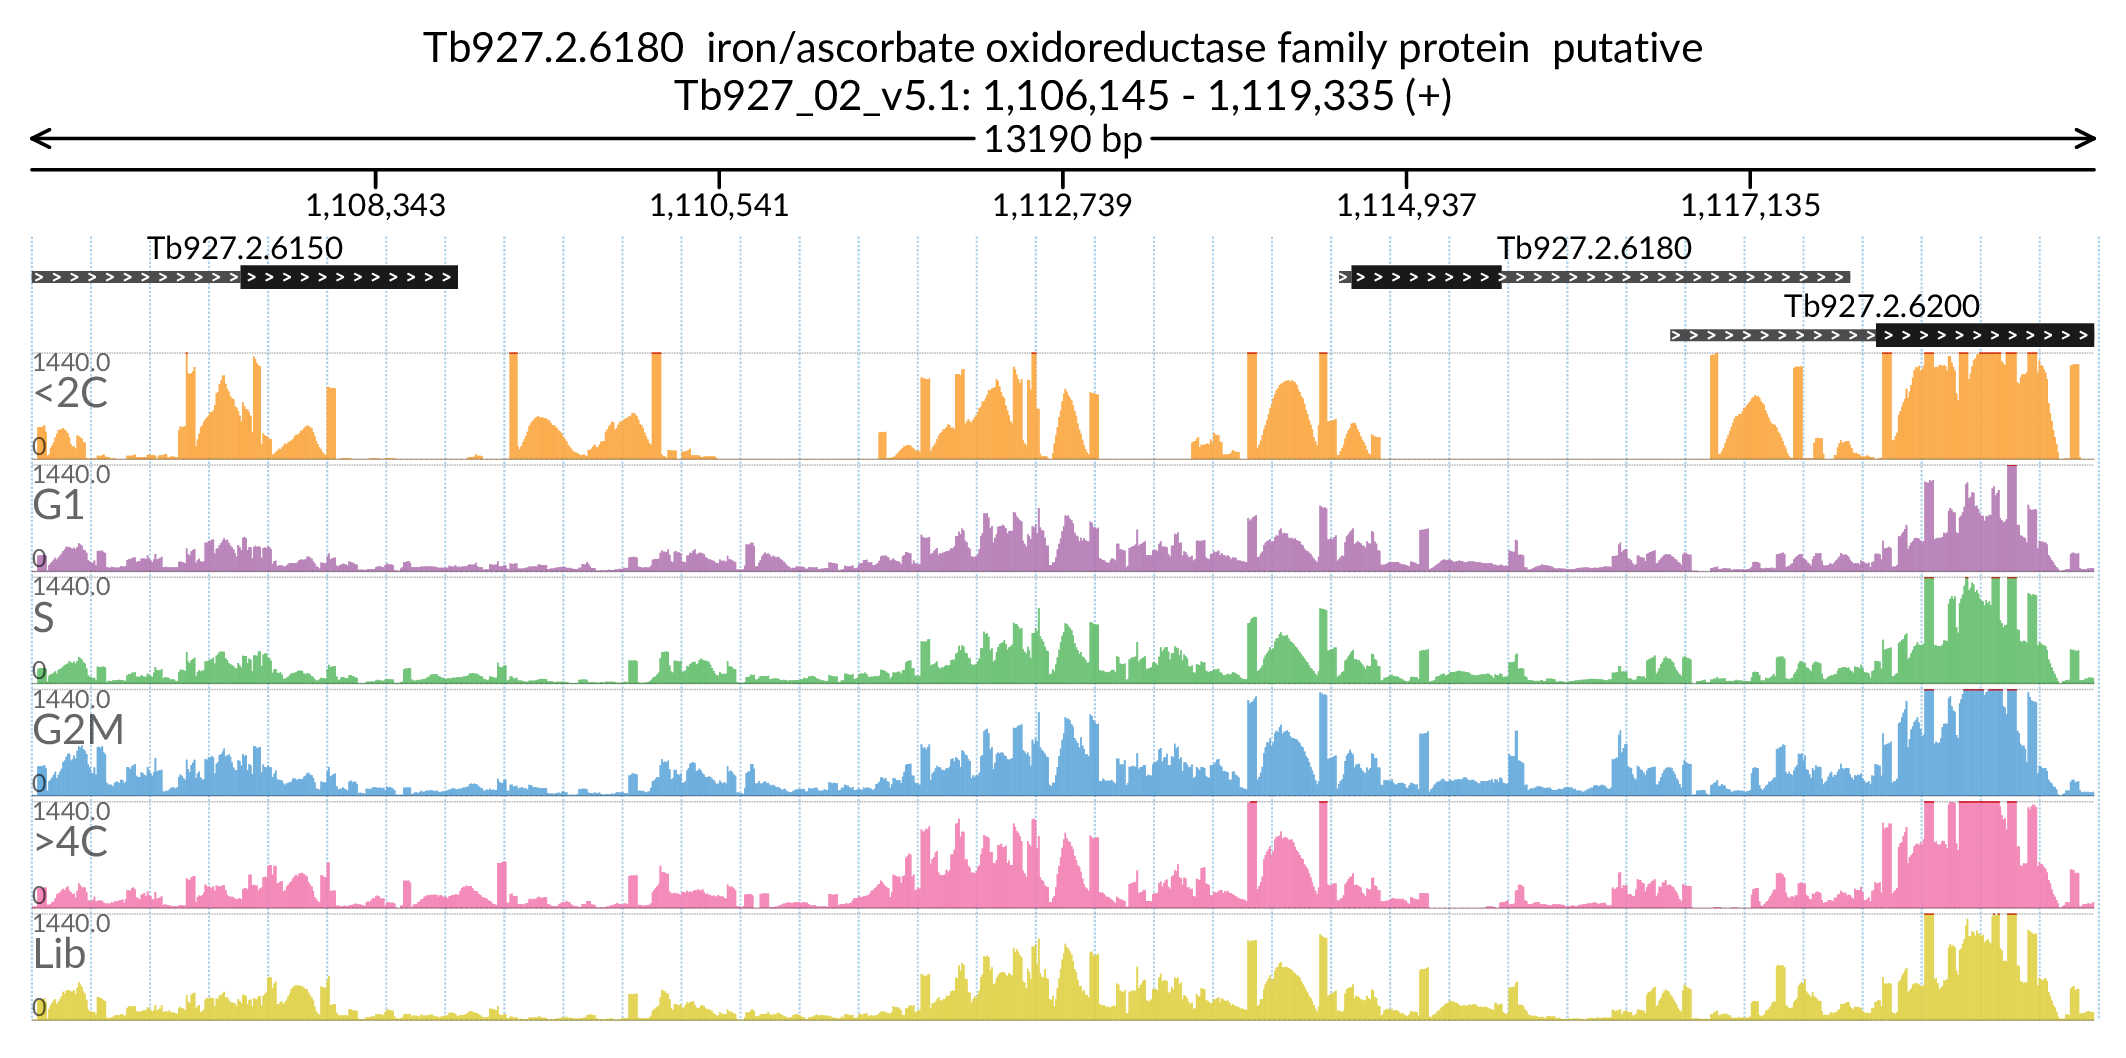 Tb927.2.6180  iron/ascorbate oxidoreductase family protein  putative
Tb927_02_v5.1: 1,106,145 - 1,119,335 (+)
13190 bp
1,108,343 1,110,541 1,112,739 1,114,937 1,117,135
Tb927.2.6150 Tb927.2.6180
Tb927.2.6200
1440.0
<2C
0
1440.0
G1
0
1440.0
S
0
1440.0
G2M
0
1440.0
>4C
0
1440.0
Lib
0